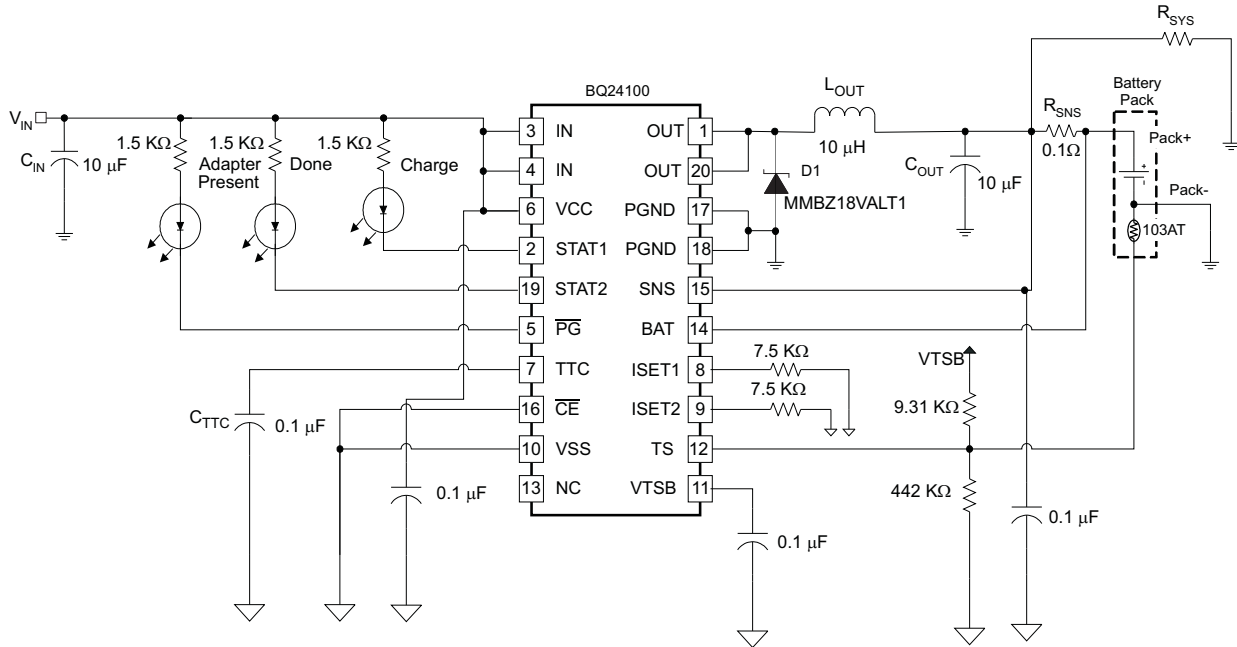 R_SYS
BQ24100
L_OUT
Battery
Pack
V_IN
R_SNS
Pack+
1.5 KΩ
1.5 KΩ
1.5 KΩ
3 IN
OUT 1
10 μH
0.1Ω
C_IN
10 μF
Adapter
Present
Done
Charge
4 IN
OUT 20
D1
C_OUT
10 μF
+
-
Pack-
6 VCC
PGND 17
MMBZ18VALT1
103AT
2 STAT1
PGND 18
19 STAT2
SNS 15
5 PG
BAT 14
7.5 KΩ
VTSB
7 TTC
ISET1 8
7.5 KΩ
C_TTC
0.1 μF
16 CE
ISET2 9
9.31 KΩ
10 VSS
TS 12
13 NC
VTSB 11
0.1 μF
442 KΩ
0.1 μF
0.1 μF